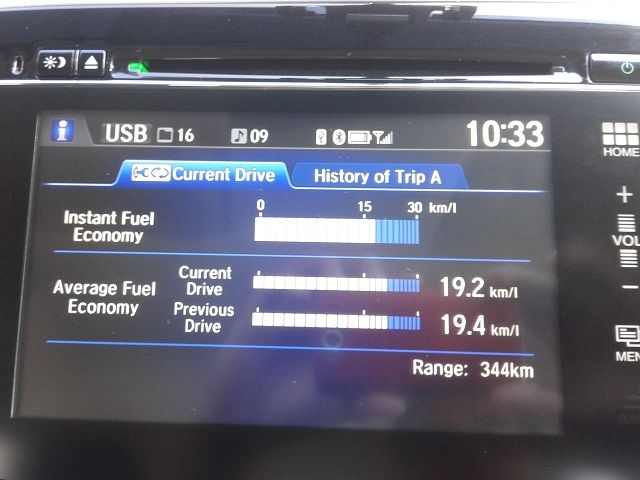 USB 16 09 10:33
HOME
Current Drive History of Trip A
0 15 30 km/l
Instant Fuel
Economy
+
VOL
−
Average Fuel
Economy
Current
Drive
19.2 km/l
Previous
Drive
19.4 km/l
MEN
Range: 344km